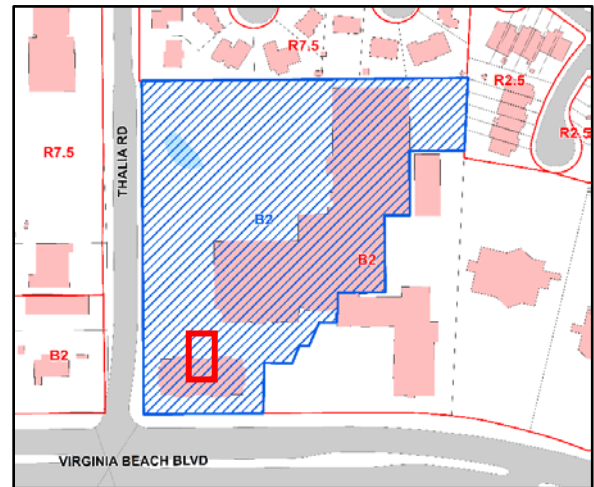 R7.5
R2.5
R2.5
R7.5
THALIA RD
B2
B2
B2
VIRGINIA BEACH BLVD